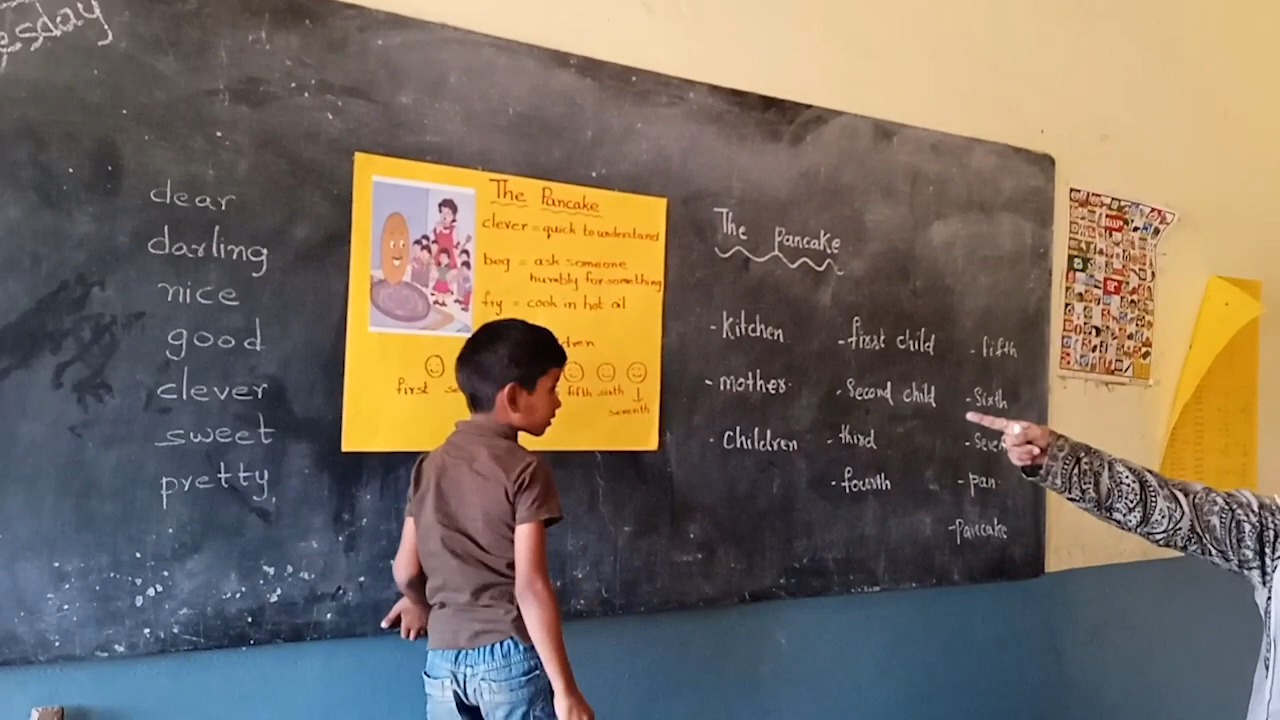 esday
dear
darling
nice
good
clever
sweet
pretty
The Pancake
clever = quick to understand
beg = ask someone
humbly for something
fry = cook in hot oil
first fifth sixth
seventh
The Pancake
- Kitchen
- mother
- Children
- first child
- Second child
- third
- fourth
- fifth
- Sixth
- Seven
- pan
- Pancake